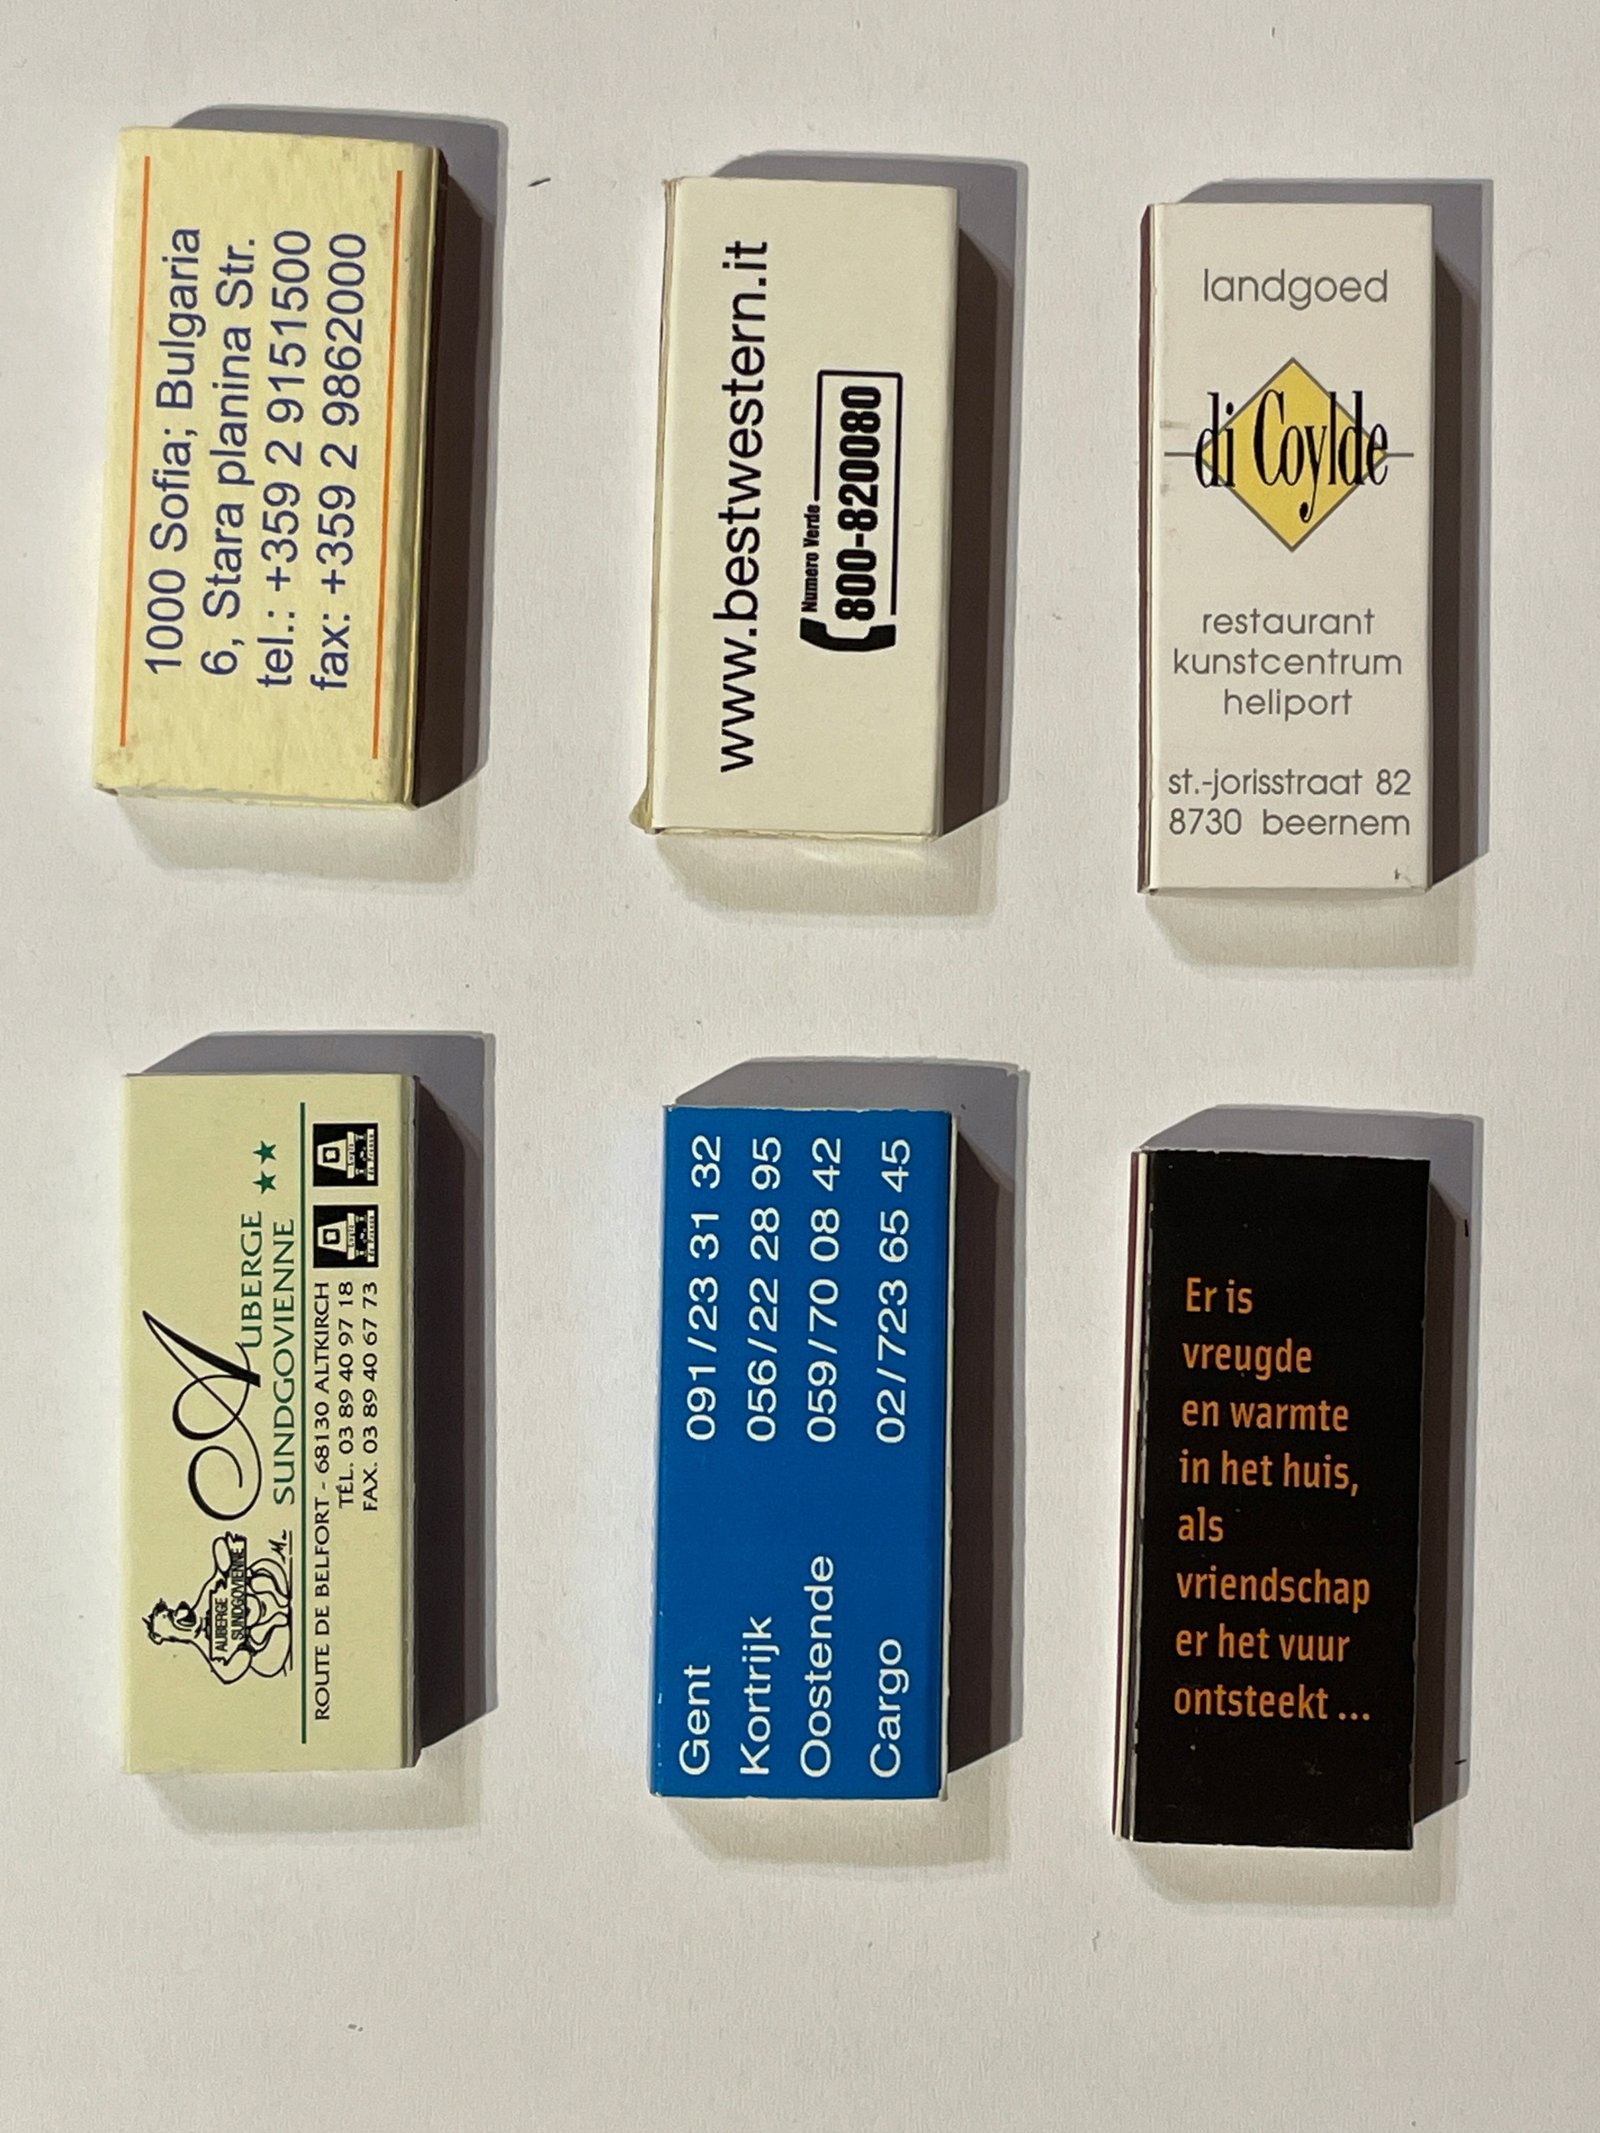 1000 Sofia; Bulgaria
6, Stara planina Str.
tel.: +359 2 9151500
fax: +359 2 9862000
www.bestwestern.it
Numero Verde
800-820080
landgoed
di Coylde
restaurant
kunstcentrum
heliport
st.-jorisstraat 82
8730 beernem
AUBERGE
SUNDGOVIENNE
AUBERGE
SUNDGOVIENNE
ROUTE DE BELFORT - 68130 ALTKIRCH
TÉL. 03 89 40 97 18
FAX. 03 89 40 67 73
Gent 091/23 31 32
Kortrijk 056/22 28 95
Oostende 059/70 08 42
Cargo 02/723 65 45
Er is
vreugde
en warmte
in het huis,
als
vriendschap
er het vuur
ontsteekt ...